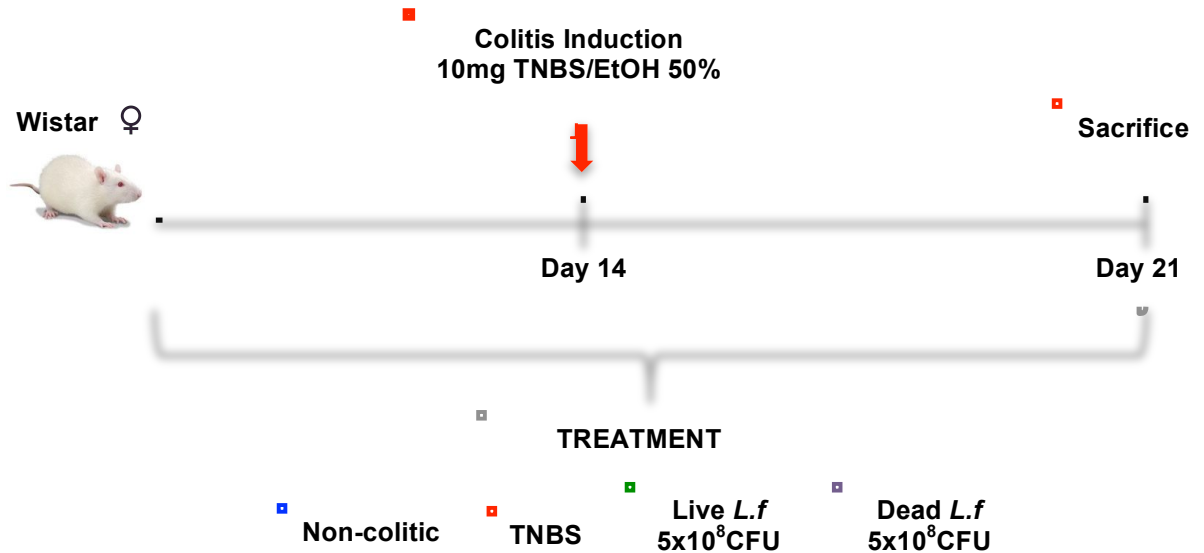 Colitis Induction
10mg TNBS/EtOH 50%
Wistar ♀
Sacrifice
Day 14
Day 21
TREATMENT
Non-colitic
TNBS
Live L.f
5x10⁸CFU
Dead L.f
5x10⁸CFU